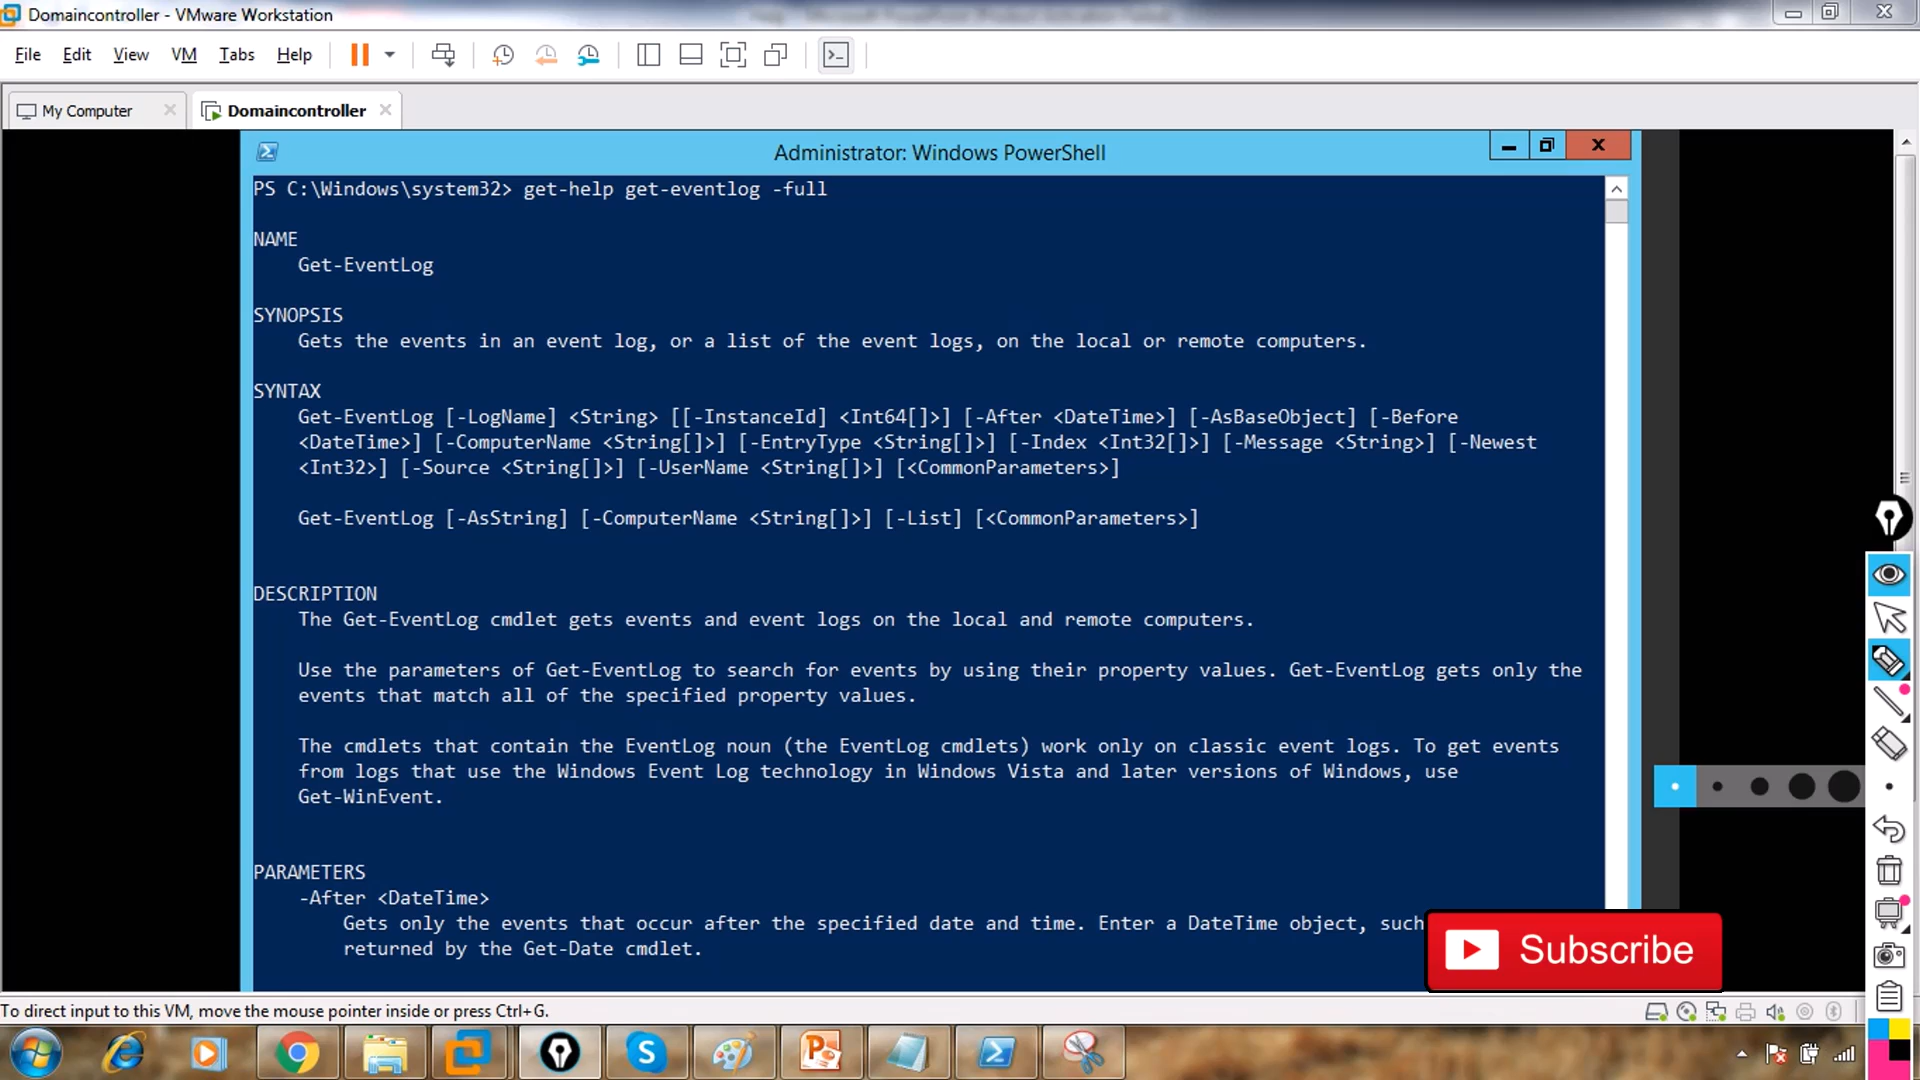 Domaincontroller - VMware Workstation
File Edit View VM Tabs Help
My Computer Domaincontroller
Administrator: Windows PowerShell
PS C:\Windows\system32> get-help get-eventlog -full
NAME
Get-EventLog
SYNOPSIS
Gets the events in an event log, or a list of the event logs, on the local or remote computers.
SYNTAX
Get-EventLog [-LogName] <String> [[-InstanceId] <Int64[]>] [-After <DateTime>] [-AsBaseObject] [-Before
<DateTime>] [-ComputerName <String[]>] [-EntryType <String[]>] [-Index <Int32[]>] [-Message <String>] [-Newest
<Int32>] [-Source <String[]>] [-UserName <String[]>] [<CommonParameters>]
Get-EventLog [-AsString] [-ComputerName <String[]>] [-List] [<CommonParameters>]
DESCRIPTION
The Get-EventLog cmdlet gets events and event logs on the local and remote computers.
Use the parameters of Get-EventLog to search for events by using their property values. Get-EventLog gets only the
events that match all of the specified property values.
The cmdlets that contain the EventLog noun (the EventLog cmdlets) work only on classic event logs. To get events
from logs that use the Windows Event Log technology in Windows Vista and later versions of Windows, use
Get-WinEvent.
PARAMETERS
-After <DateTime>
Gets only the events that occur after the specified date and time. Enter a DateTime object, such
returned by the Get-Date cmdlet.
Subscribe
To direct input to this VM, move the mouse pointer inside or press Ctrl+G.